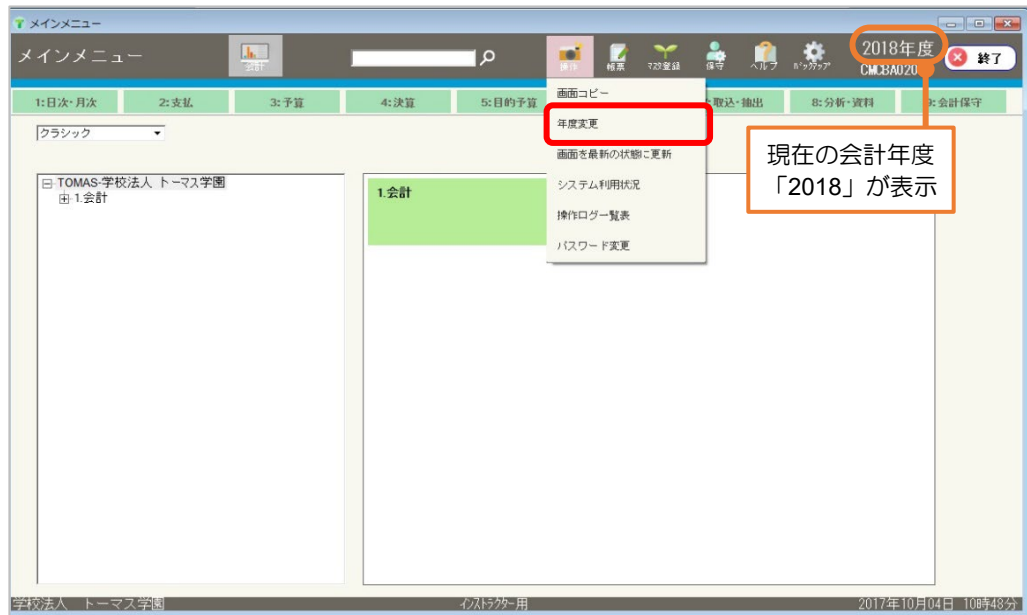 メインメニュー
メインメニュー
会計
操作
帳票
ﾏｽﾀ登録
保守
ヘルプ
ﾊﾞｯｸｱｯﾌﾟ
2018年度
CMCBA020
終了
1:日次・月次
2:支払
3:予算
4:決算
5:目的予算
取込・抽出
8:分析・資料
会計保守
クラシック
画面コピー
年度変更
画面を最新の状態に更新
システム利用状況
操作ログ一覧表
パスワード変更
現在の会計年度
「2018」が表示
TOMAS-学校法人 トーマス学園
1.会計
1.会計
学校法人 トーマス学園
ｲﾝｽﾄﾗｸﾀｰ用
2017年10月04日 10時48分